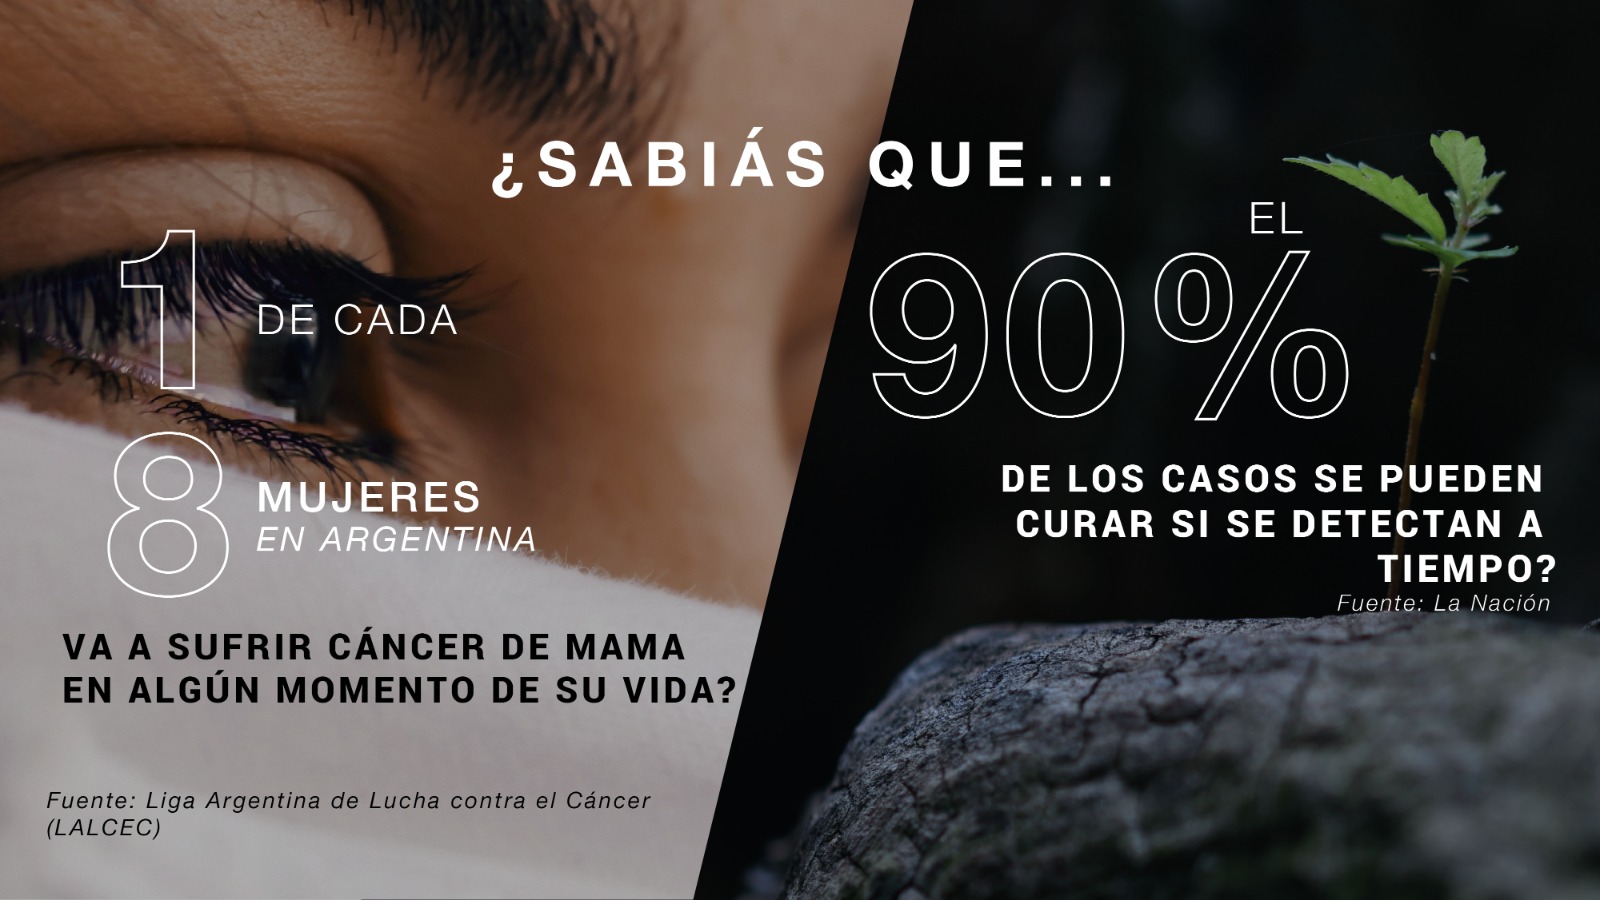 ¿SABIÁS QUE...
1
DE CADA
8
MUJERES
EN ARGENTINA
VA A SUFRIR CÁNCER DE MAMA
EN ALGÚN MOMENTO DE SU VIDA?
Fuente: Liga Argentina de Lucha contra el Cáncer
(LALCEC)
EL
90%
DE LOS CASOS SE PUEDEN
CURAR SI SE DETECTAN A
TIEMPO?
Fuente: La Nación